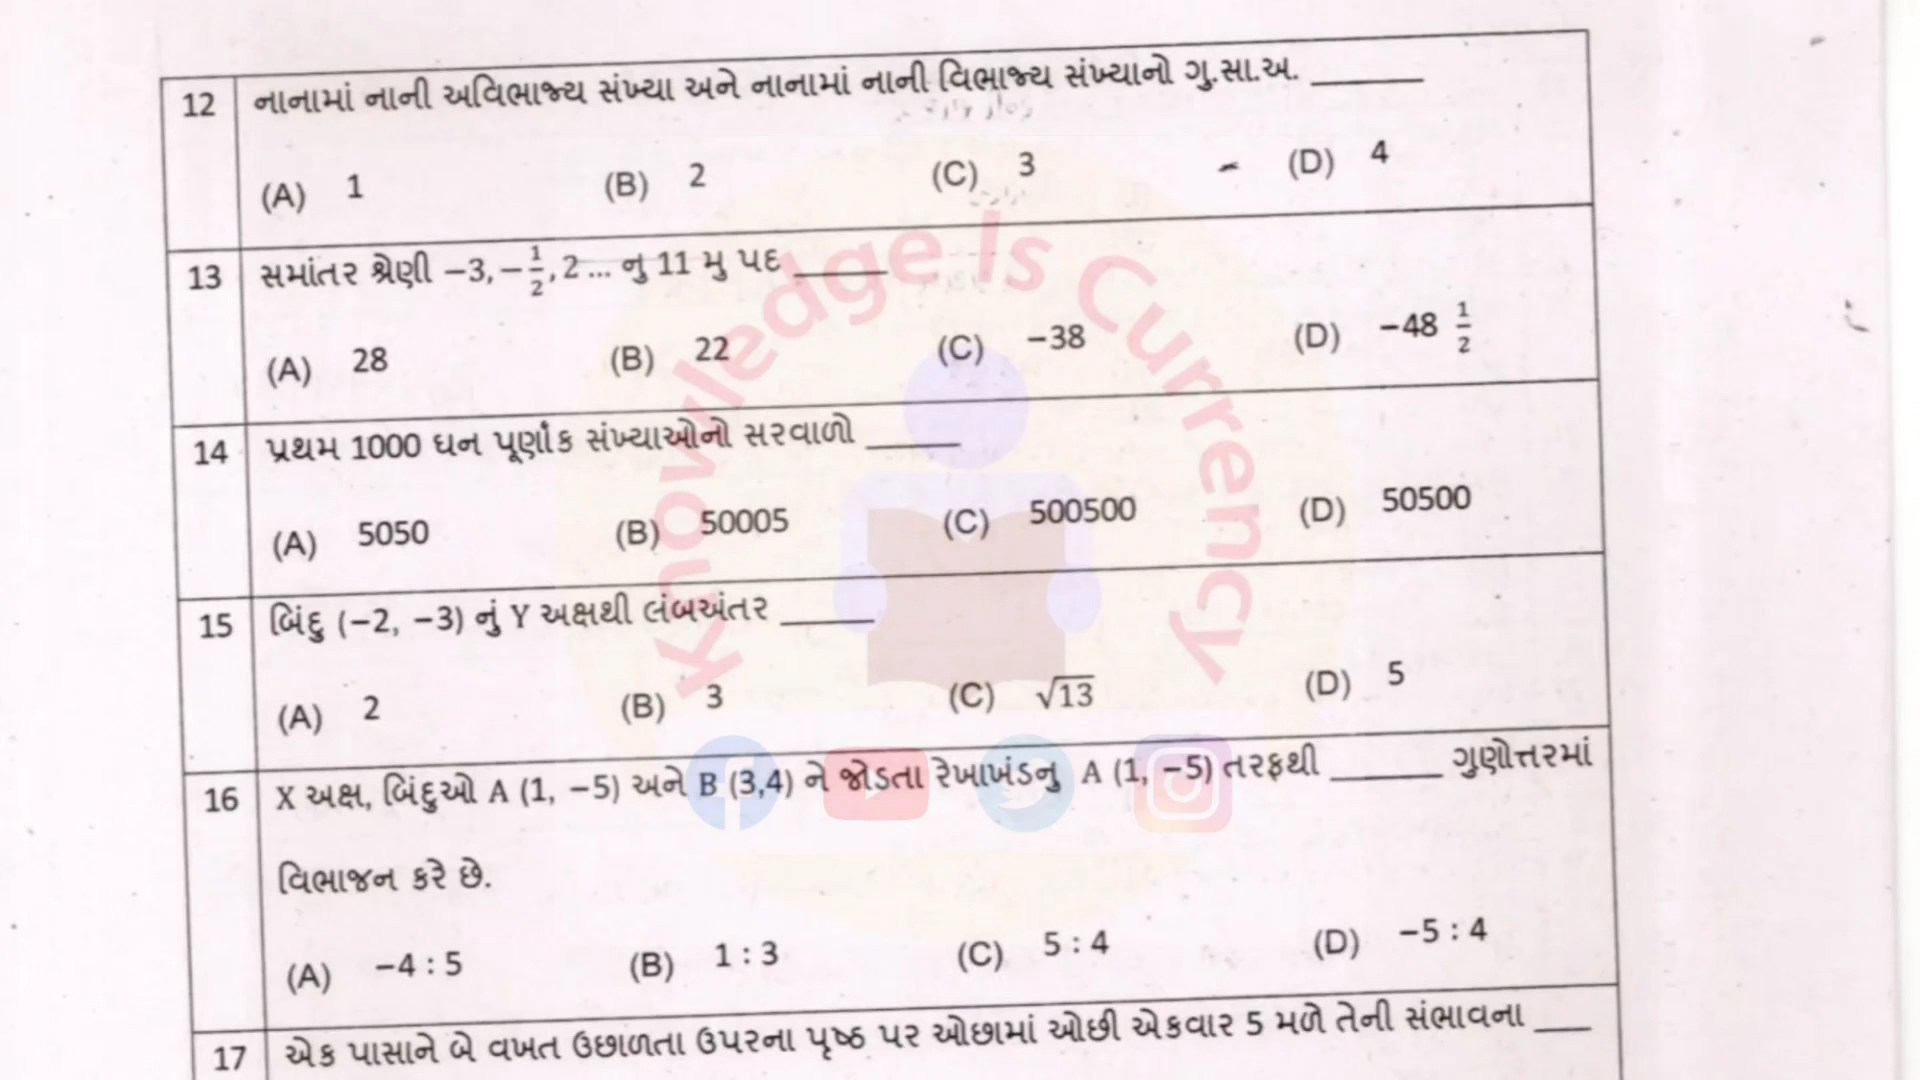 12 નાનામાં નાની અવિભાજ્ય સંખ્યા અને નાનામાં નાની વિભાજ્ય સંખ્યાનો ગુ.સા.અ. ______
(A) 1 (B) 2 (C) 3 (D) 4
13 સમાંતર શ્રેણી −3, −1/2, 2 ... નુ 11 મુ પદ ______
(A) 28 (B) 22 (C) −38 (D) −48 1/2
14 પ્રથમ 1000 ઘન પૂર્ણાંક સંખ્યાઓનો સરવાળો ______
(A) 5050 (B) 50005 (C) 500500 (D) 50500
15 બિંદુ (−2, −3) નું Y અક્ષથી લંબઅંતર ______
(A) 2 (B) 3 (C) √13 (D) 5
16 X અક્ષ, બિંદુઓ A (1, −5) અને B (3,4) ને જોડતા રેખાખંડનુ A (1, −5) તરફથી ______ ગુણોત્તરમાં
વિભાજન કરે છે.
(A) −4 : 5 (B) 1 : 3 (C) 5 : 4 (D) −5 : 4
17 એક પાસાને બે વખત ઉછાળતા ઉપરના પૃષ્ઠ પર ઓછામાં ઓછી એકવાર 5 મળે તેની સંભાવના ___
Knowledge Is Currency